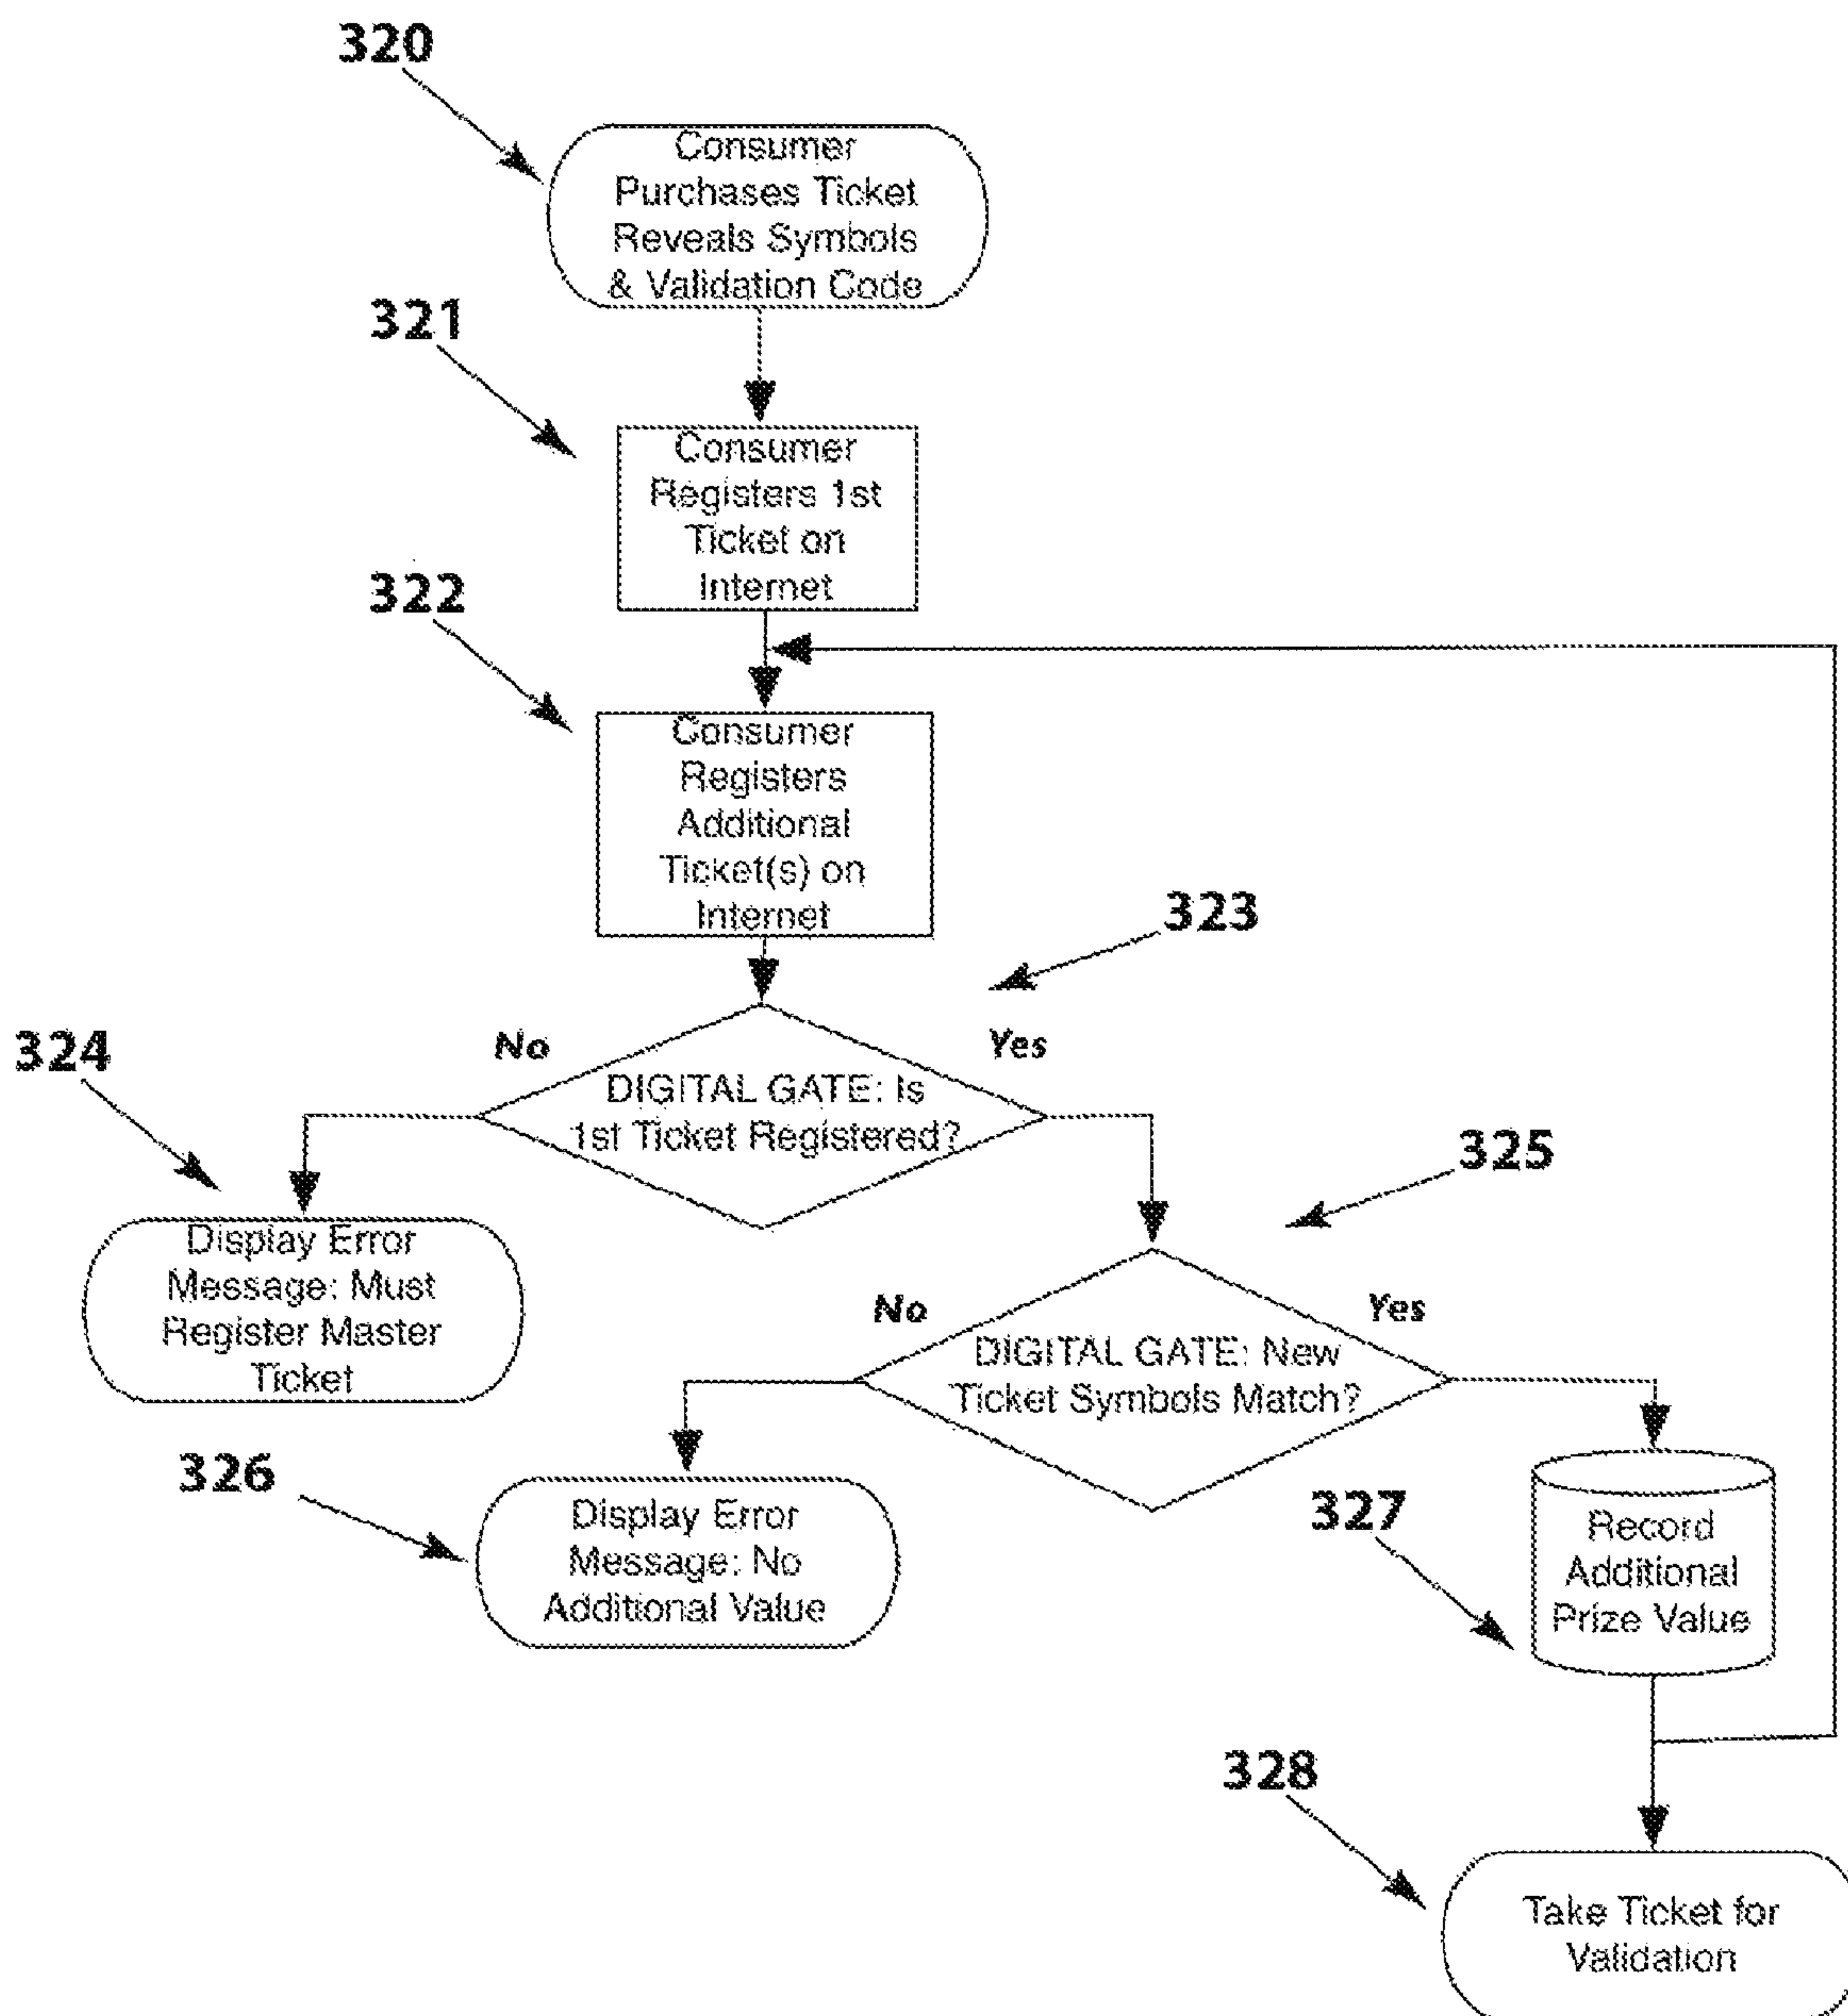 320
Consumer
Purchases Ticket
Reveals Symbols
& Validation Code
321
Consumer
Registers 1st
Ticket on
Internet
322
Consumer
Registers
Additional
Ticket(s) on
Internet
323
No
Yes
DIGITAL GATE: Is
1st Ticket Registered?
324
Display Error
Message: Must
Register Master
Ticket
325
No
Yes
DIGITAL GATE: New
Ticket Symbols Match?
326
Display Error
Message: No
Additional Value
327
Record
Additional
Prize Value
328
Take Ticket for
Validation